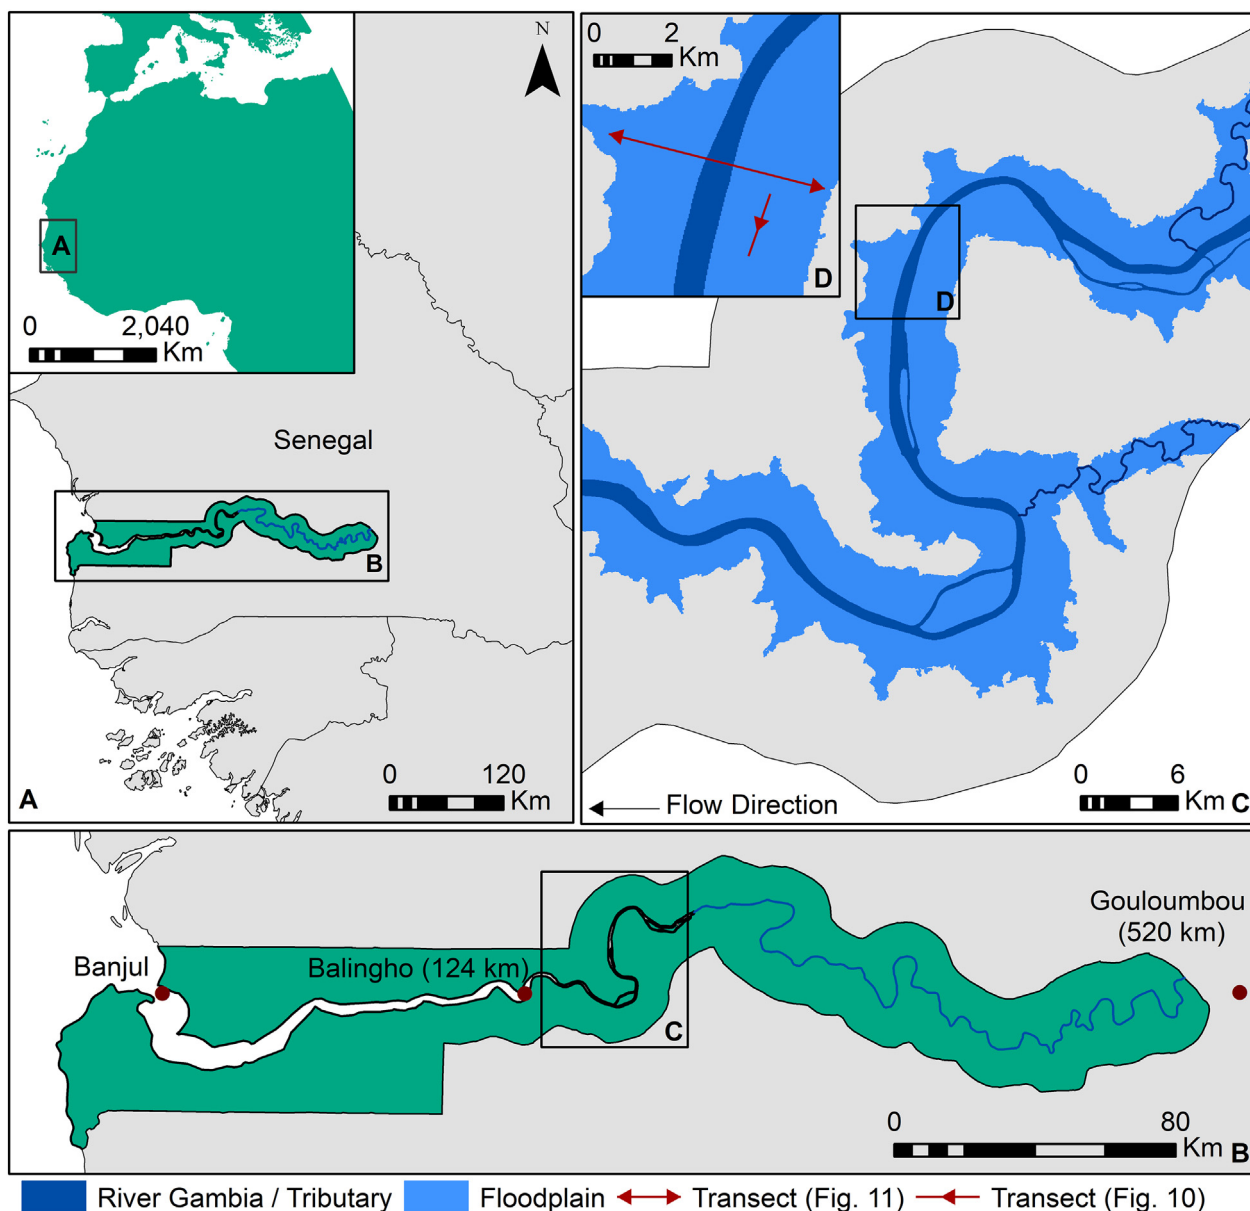 N
A
0 2,040
Km
Senegal
B
0 120
Km
A
0 2
Km
D
D
0 6
Km
C
Flow Direction
Banjul
Balingho (124 km)
C
Gouloumbou
(520 km)
0 80
Km
B
River Gambia / Tributary
Floodplain
Transect (Fig. 11)
Transect (Fig. 10)